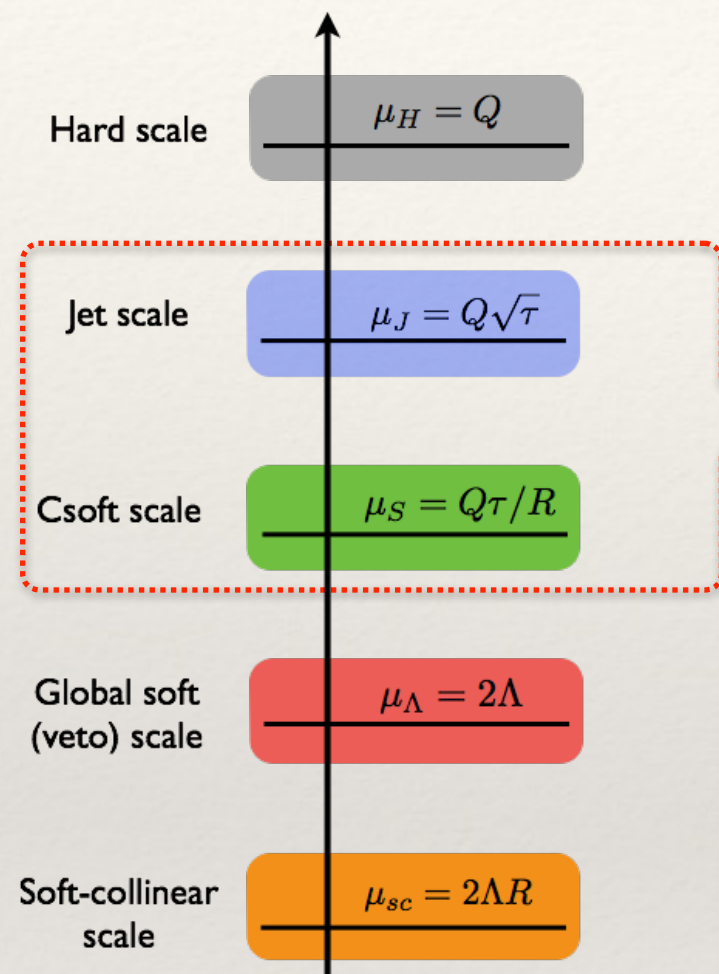 Hard scale
μ_H = Q
Jet scale
μ_J = Q√τ
Csoft scale
μ_S = Qτ/R
Global soft
(veto) scale
μ_Λ = 2Λ
Soft-collinear
scale
μ_sc = 2ΛR